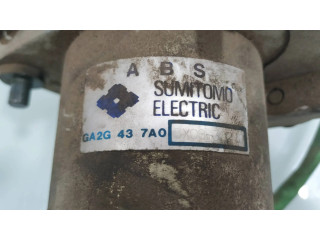 ABS
SUMITOMO
ELECTRIC
GA2G 43 7A0